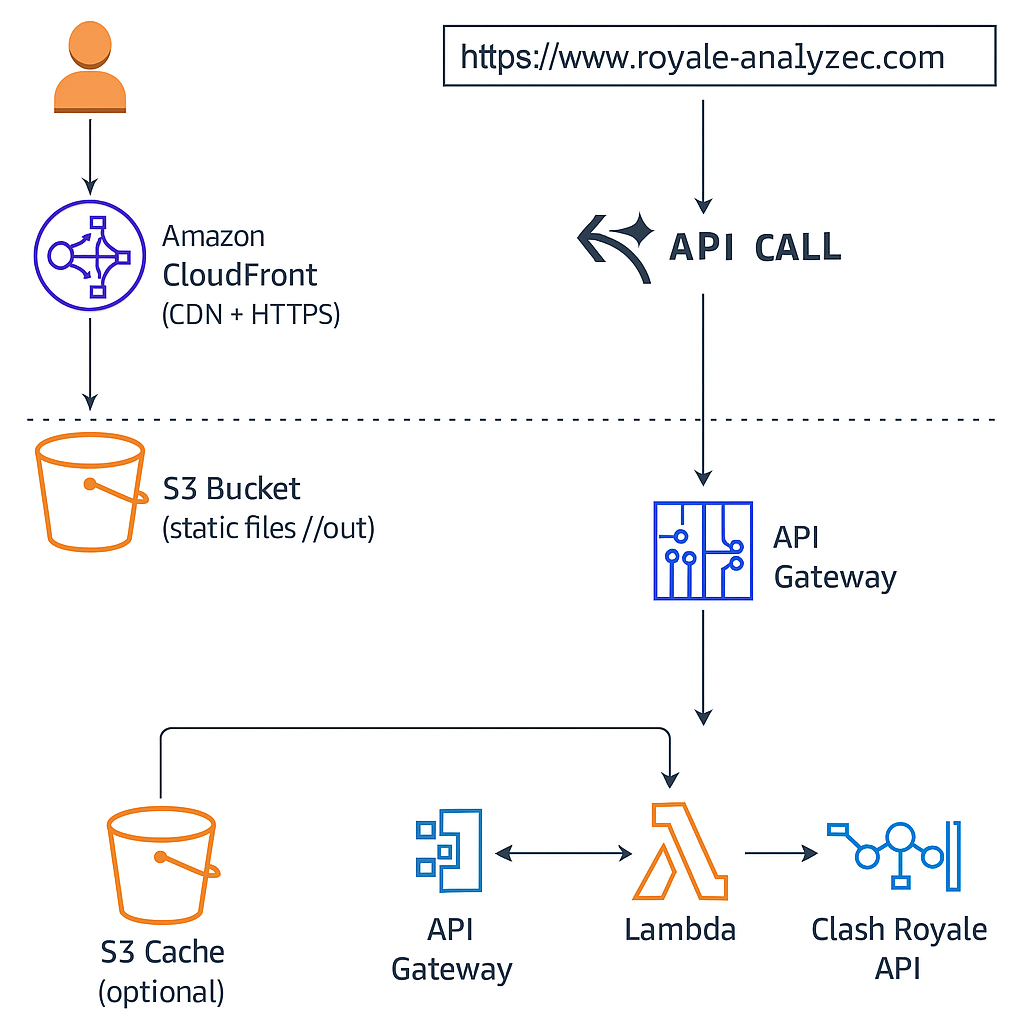 https://www.royale-analyzec.com
API CALL
Amazon
CloudFront
(CDN + HTTPS)
S3 Bucket
(static files //out)
API
Gateway
S3 Cache
(optional)
API
Gateway
Lambda
Clash Royale
API